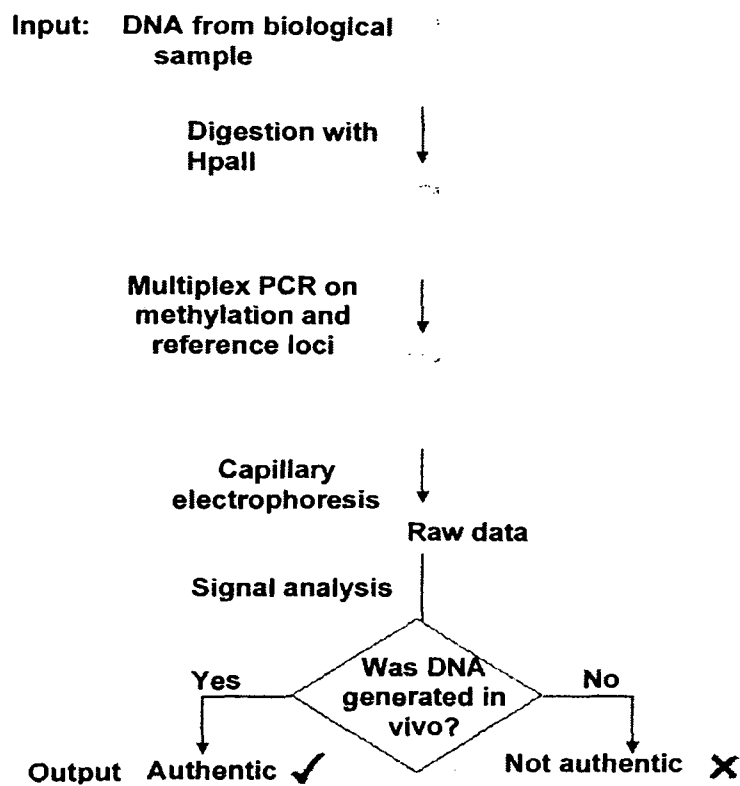 Input: DNA from biological
sample
Digestion with
HpaII
Multiplex PCR on
methylation and
reference loci
Capillary
electrophoresis
Raw data
Signal analysis
Was DNA
generated in
vivo?
Yes
No
Output Authentic ✓
Not authentic ✗